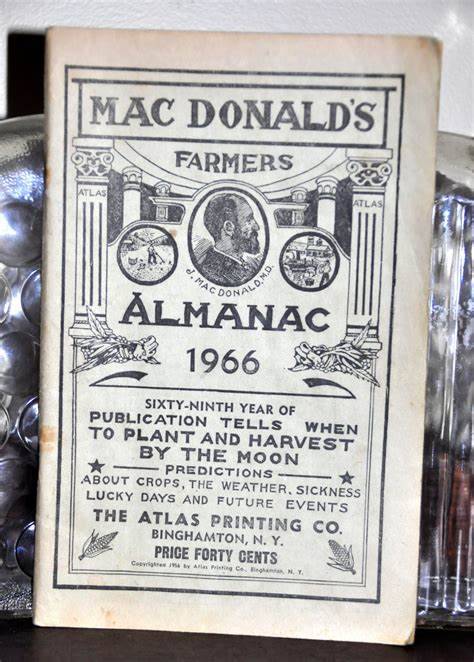 MAC DONALD'S
FARMERS
ATLAS
ATLAS
J. MAC DONALD, M.D.
ALMANAC
1966
SIXTY-NINTH YEAR OF
PUBLICATION TELLS WHEN
TO PLANT AND HARVEST
BY THE MOON
PREDICTIONS
ABOUT CROPS, THE WEATHER, SICKNESS
LUCKY DAYS AND FUTURE EVENTS
THE ATLAS PRINTING CO.
BINGHAMTON, N.Y.
PRICE FORTY CENTS
Copyrighted 1956 by Atlas Printing Co., Binghamton, N. Y.